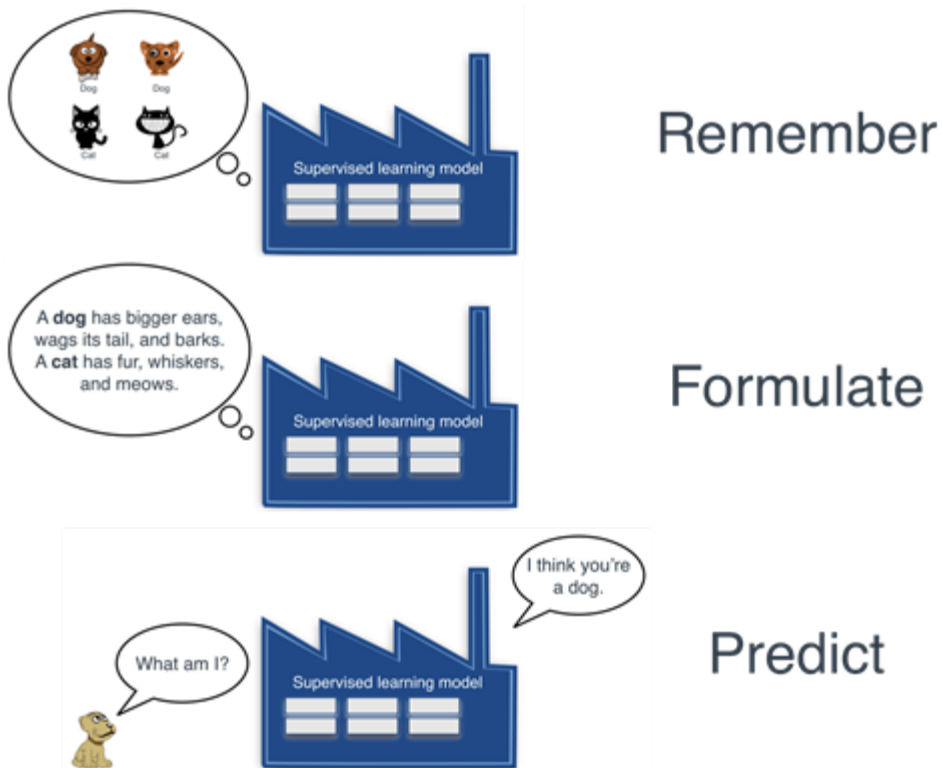 Dog
Dog
Cat
Cat
Supervised learning model
Remember
A dog has bigger ears,
wags its tail, and barks.
A cat has fur, whiskers,
and meows.
Supervised learning model
Formulate
I think you're
a dog.
What am I?
Supervised learning model
Predict